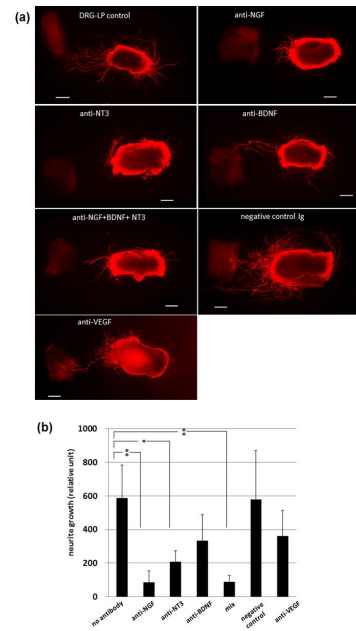 (a)
DRG-LP control
anti-NGF
anti-NT3
anti-BDNF
anti-NGF+BDNF+ NT3
negative control Ig
anti-VEGF
(b)
neurite growth (relative unit)
1000
800
600
400
200
0
**
*
**
no antibody
anti-NGF
anti-NT3
anti-BDNF
mix
negative control
anti-VEGF